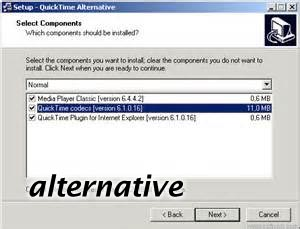 Setup - QuickTime Alternative
Select Components
Which components should be installed?
Select the components you want to install; clear the components you do not want to
install. Click Next when you are ready to continue.
Normal
Media Player Classic [version 6.4.4.2] 0,6 MB
QuickTime codecs [version 6.1.0.16] 11,0 MB
QuickTime Plugin for Internet Explorer [version 6.1.0.16] 0,6 MB
alternative
< Back Next > Cancel